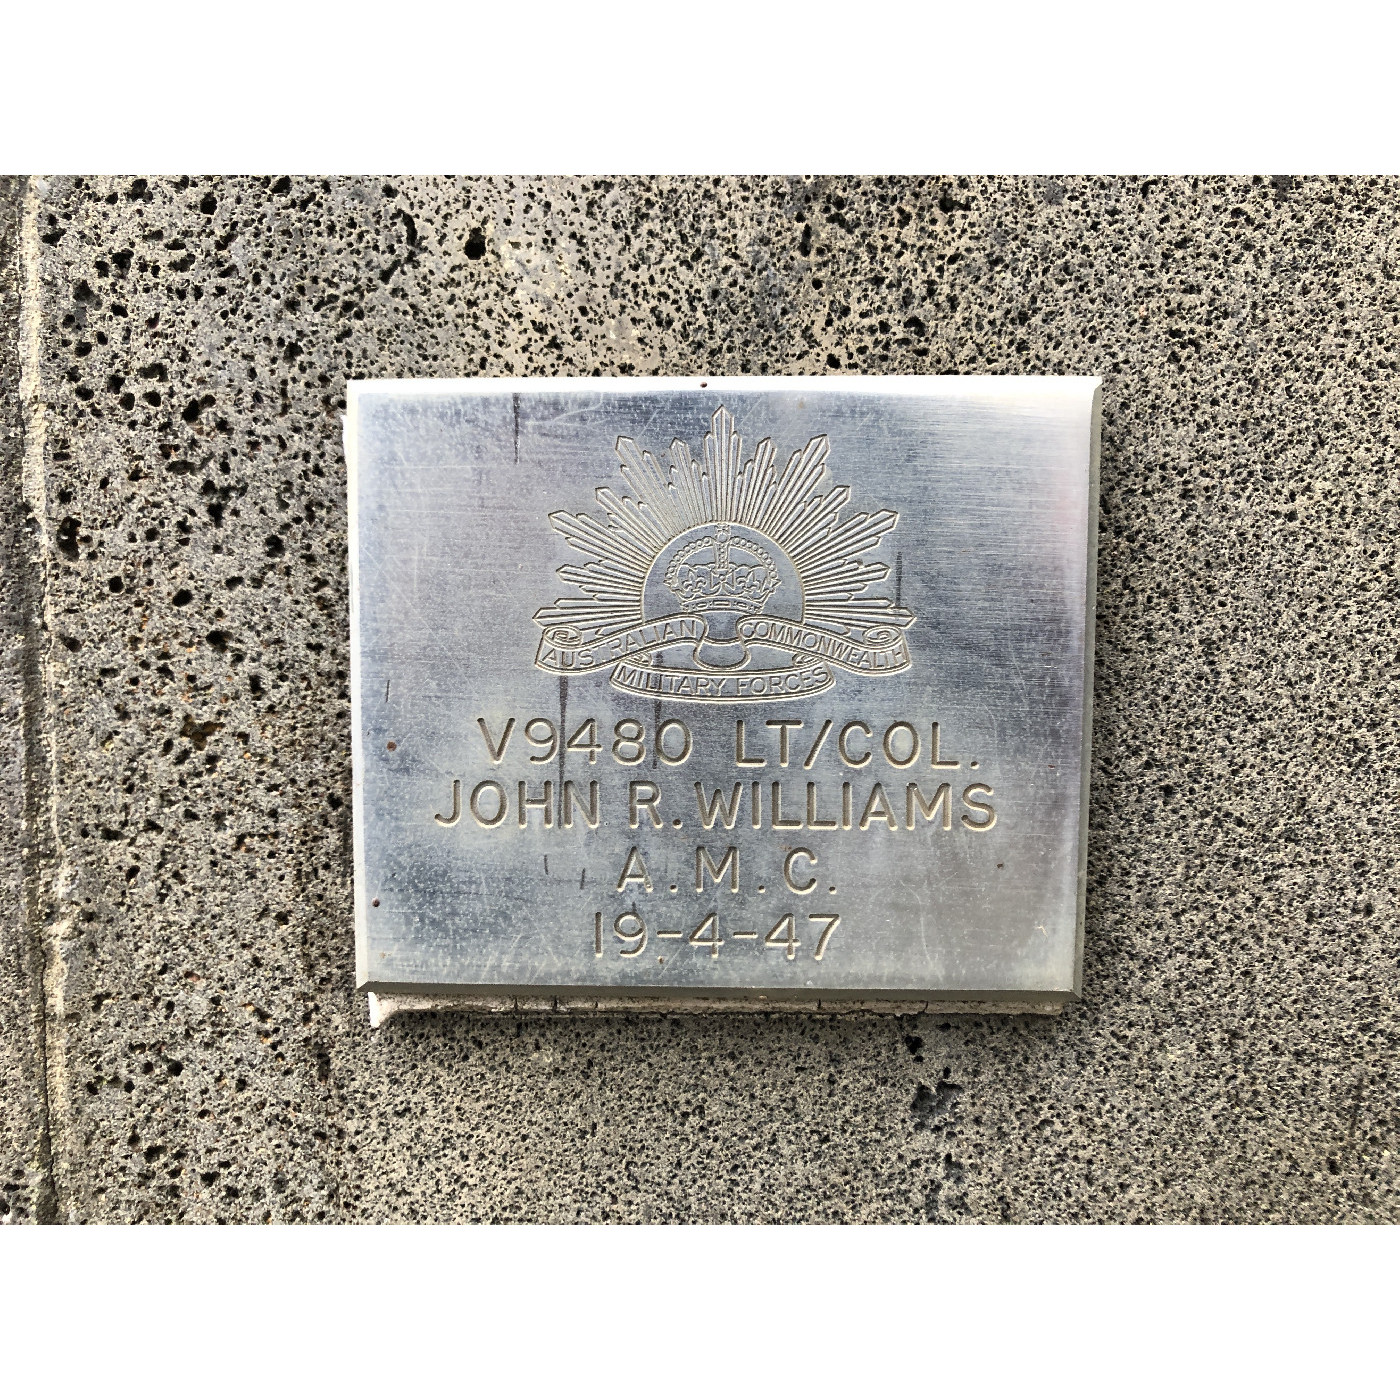 AUSTRALIAN COMMONWEALTH
MILITARY FORCES
V9480 LT/COL.
JOHN R. WILLIAMS
A.M.C.
19-4-47